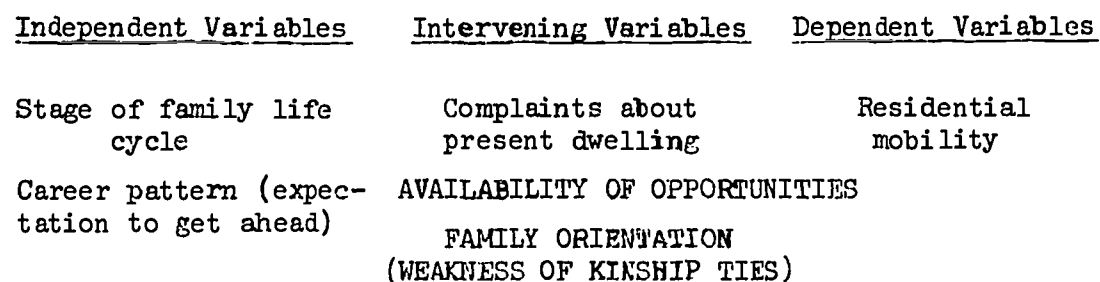 Independent Variables Intervening Variables Dependent Variables
Stage of family life Complaints about Residential
cycle present dwelling mobility
Career pattern (expec- AVAILABILITY OF OPPORTUNITIES
tation to get ahead)
FAMILY ORIENTATION
(WEAKNESS OF KINSHIP TIES)